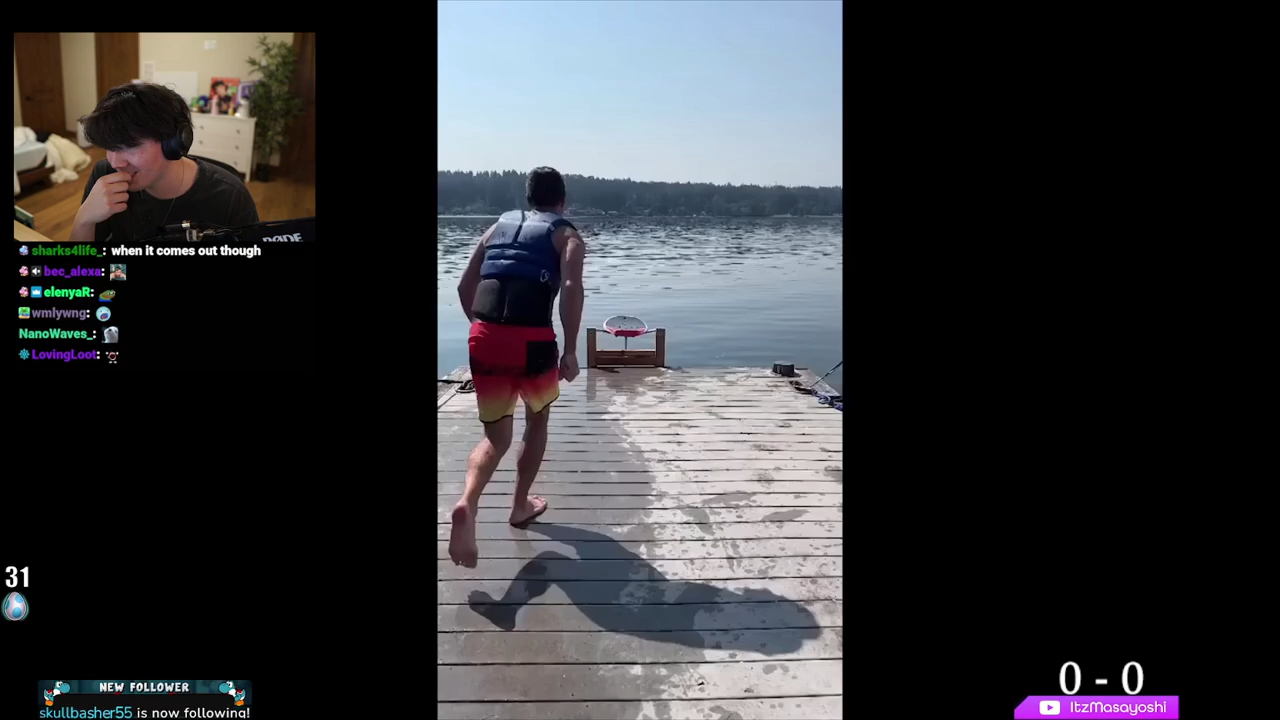 RØDE
sharks4life_: when it comes out though
bec_alexa:
elenyaR:
wmlywng:
NanoWaves_:
LovingLoot:
31
NEW FOLLOWER
skullbasher55 is now following!
0 - 0
ItzMasayoshi